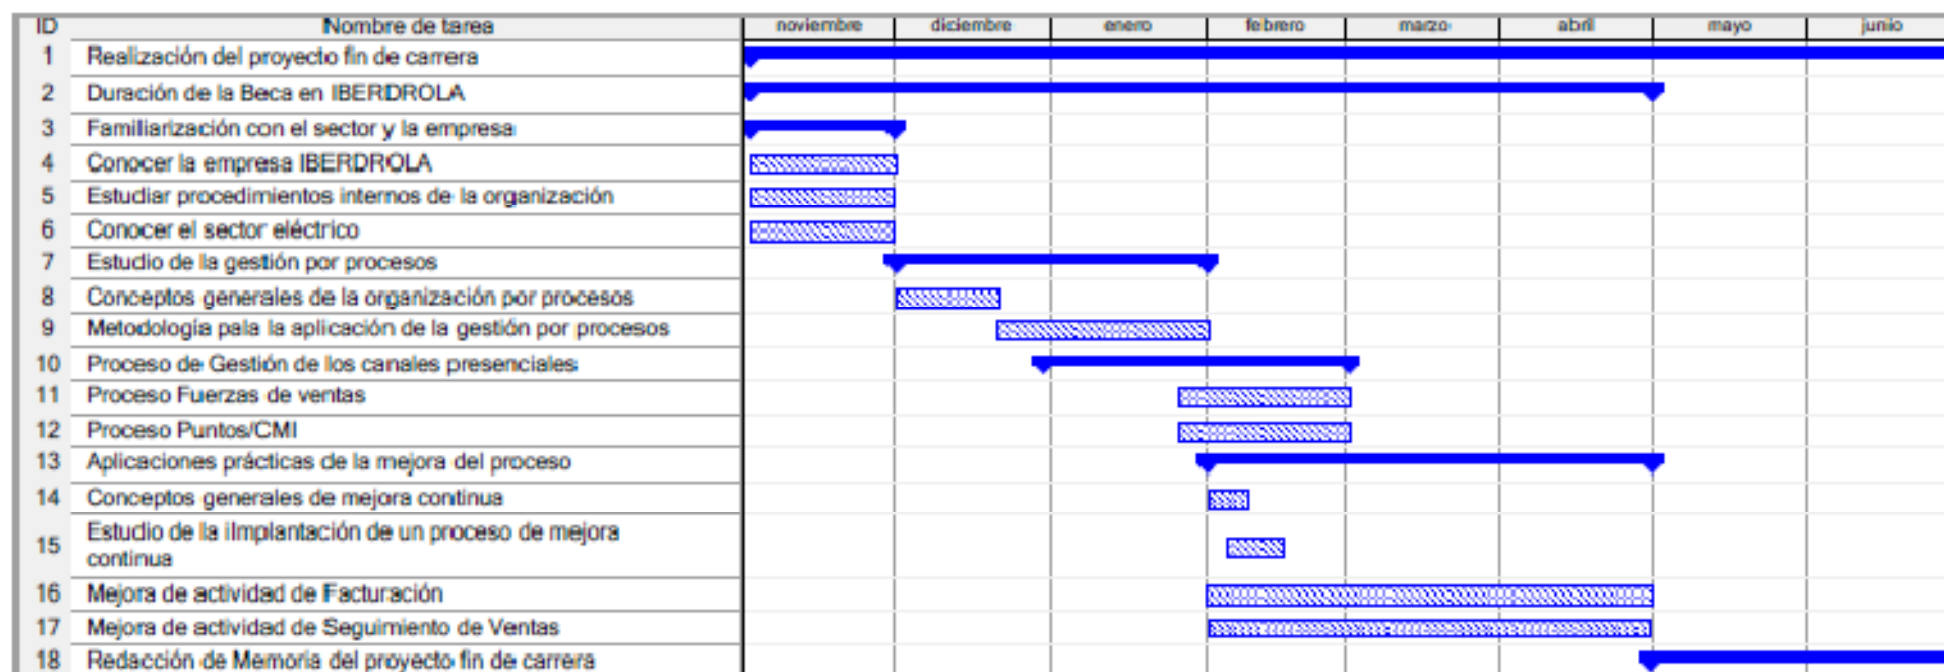 ID Nombre de tarea noviembre diciembre enero febrero marzo abril mayo junio
1 Realización del proyecto fin de carrera
2 Duración de la Beca en IBERDROLA
3 Familiarización con el sector y la empresa
4 Conocer la empresa IBERDROLA
5 Estudiar procedimientos internos de la organización
6 Conocer el sector eléctrico
7 Estudio de la gestión por procesos
8 Conceptos generales de la organización por procesos
9 Metodología pala la aplicación de la gestión por procesos
10 Proceso de Gestión de los canales presenciales
11 Proceso Fuerzas de ventas
12 Proceso Puntos/CMI
13 Aplicaciones prácticas de la mejora del proceso
14 Conceptos generales de mejora continua
15 Estudio de la iImplantación de un proceso de mejora
continua
16 Mejora de actividad de Facturación
17 Mejora de actividad de Seguimiento de Ventas
18 Redacción de Memoria del proyecto fin de carrera